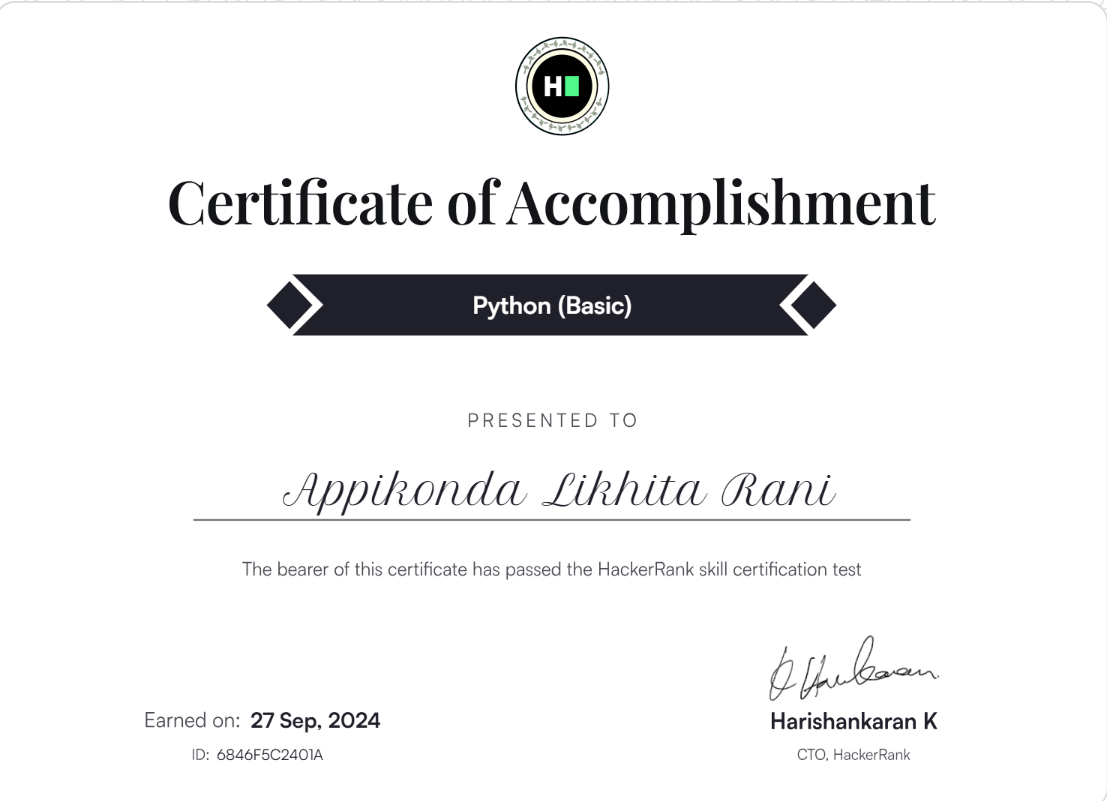 H
Certificate of Accomplishment
Python (Basic)
PRESENTED TO
Appikonda Likhita Rani
The bearer of this certificate has passed the HackerRank skill certification test
Earned on: 27 Sep, 2024
ID: 6846F5C2401A
Harishankaran K
CTO, HackerRank